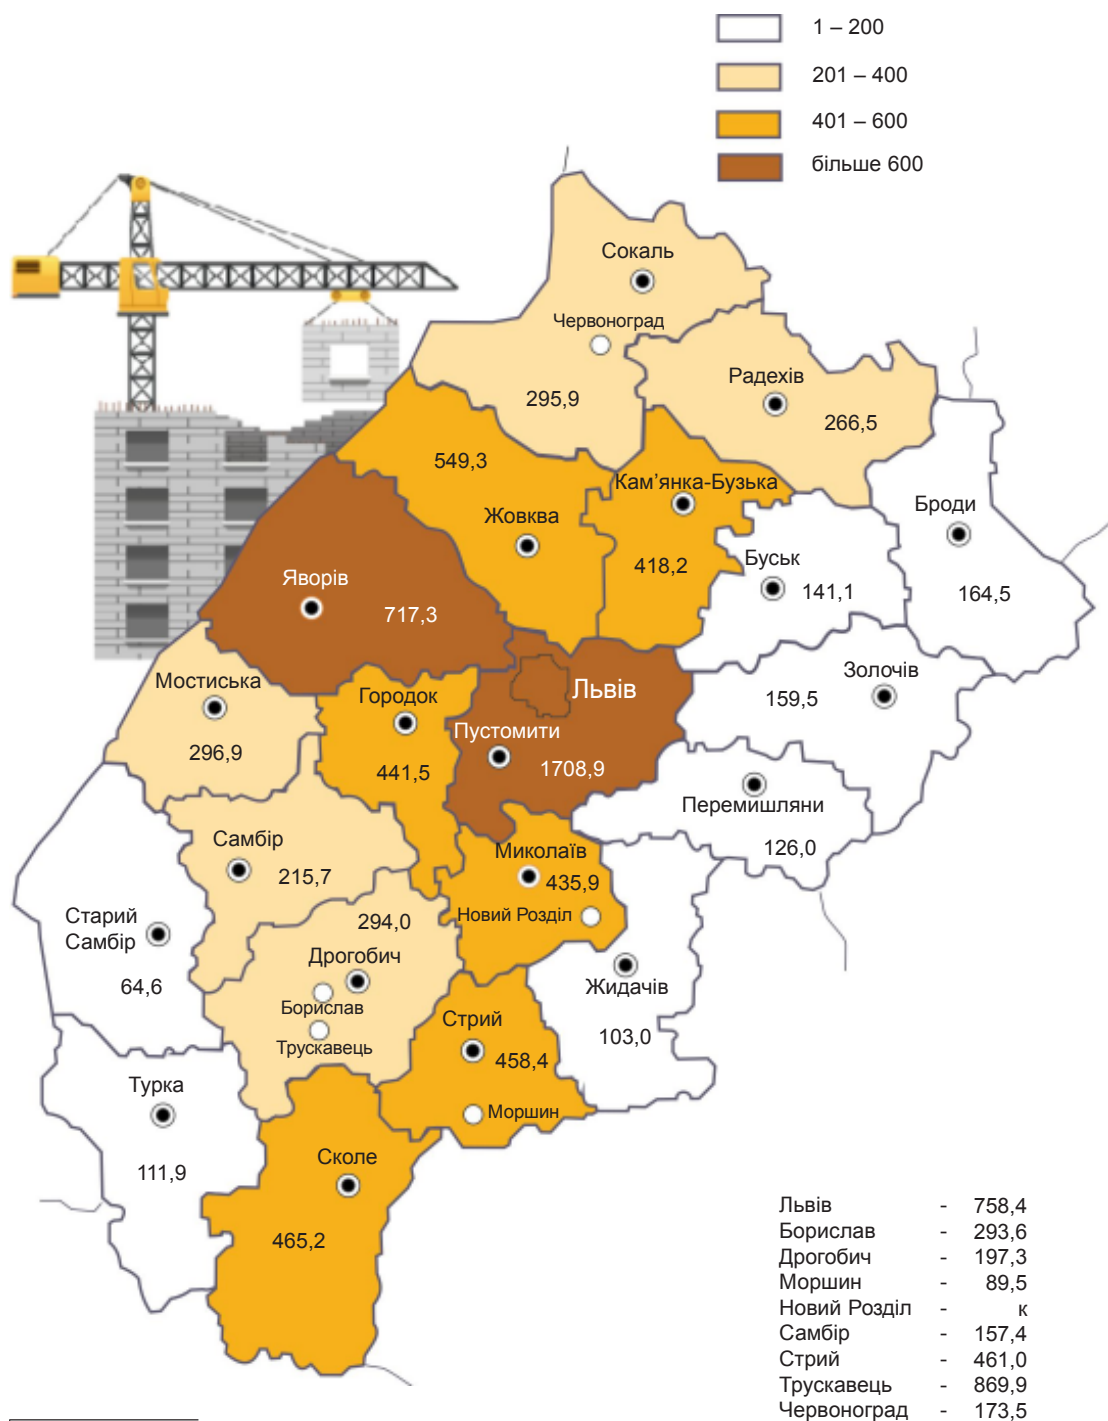 1 – 200
201 – 400
401 – 600
більше 600
Сокаль
Червоноград
295,9
Радехів
266,5
549,3
Жовква
Кам’янка-Бузька
418,2
Броди
164,5
Буськ
141,1
Яворів
717,3
Золочів
159,5
Мостиська
296,9
Городок
441,5
Львів
Пустомити
1708,9
Перемишляни
126,0
Самбір
215,7
Миколаїв
435,9
Новий Розділ
Старий
Самбір
64,6
294,0
Дрогобич
Борислав
Трускавець
Жидачів
103,0
Стрий
458,4
Моршин
Турка
111,9
Сколе
465,2
Львів - 758,4
Борислав - 293,6
Дрогобич - 197,3
Моршин - 89,5
Новий Розділ - к
Самбір - 157,4
Стрий - 461,0
Трускавець - 869,9
Червоноград - 173,5